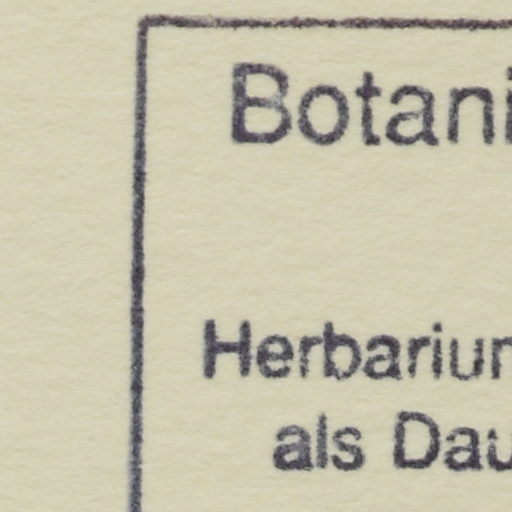 Botani
Herbariu
als Dau